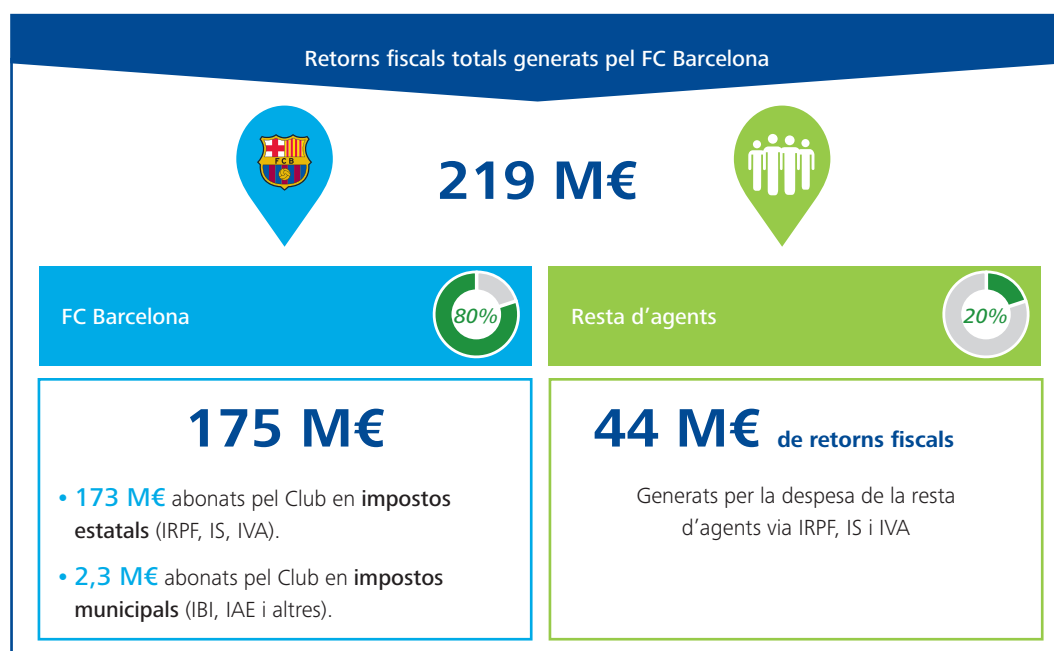 Retorns fiscals totals generats pel FC Barcelona
FCB
219 M€
FC Barcelona
80%
Resta d'agents
20%
175 M€
• 173 M€ abonats pel Club en impostos
estatals (IRPF, IS, IVA).
• 2,3 M€ abonats pel Club en impostos
municipals (IBI, IAE i altres).
44 M€ de retorns fiscals
Generats per la despesa de la resta
d'agents via IRPF, IS i IVA